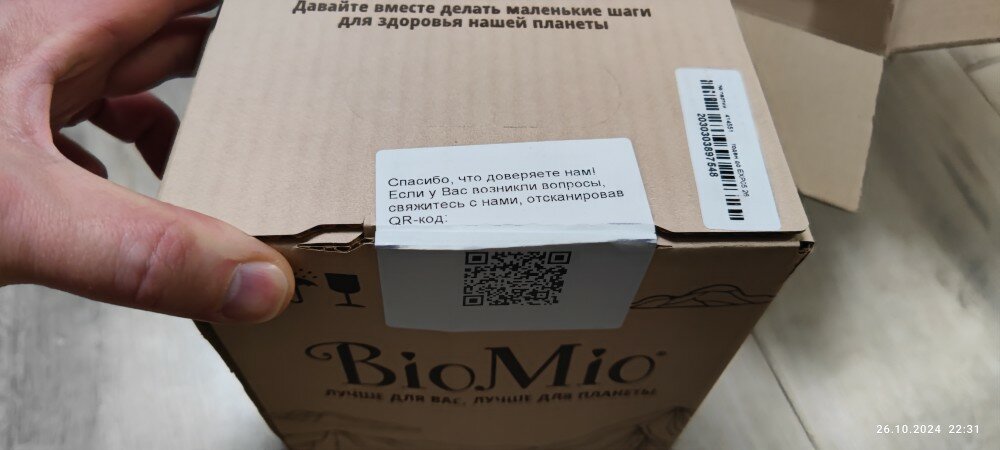 Давайте вместе делать маленькие шаги
для здоровья нашей планеты
2030303897548
Спасибо, что доверяете нам!
Если у Вас возникли вопросы,
свяжитесь с нами, отсканировав
QR-код:
BioMio
ЛУЧШЕ ДЛЯ ВАС, ЛУЧШЕ ДЛЯ ПЛАНЕТЫ
26.10.2024 22:31